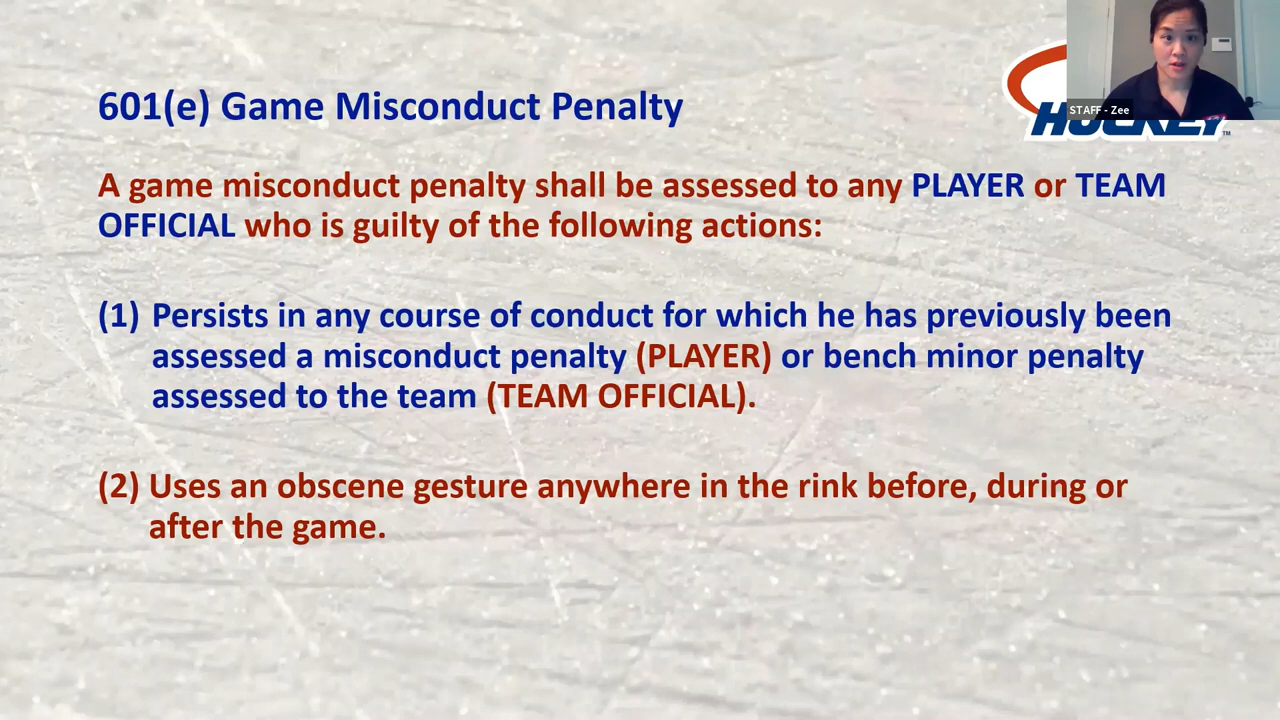 601(e) Game Misconduct Penalty
STAFF - Zee
HOCKEY
TM
A game misconduct penalty shall be assessed to any PLAYER or TEAM
OFFICIAL who is guilty of the following actions:
(1) Persists in any course of conduct for which he has previously been
assessed a misconduct penalty (PLAYER) or bench minor penalty
assessed to the team (TEAM OFFICIAL).
(2) Uses an obscene gesture anywhere in the rink before, during or
after the game.